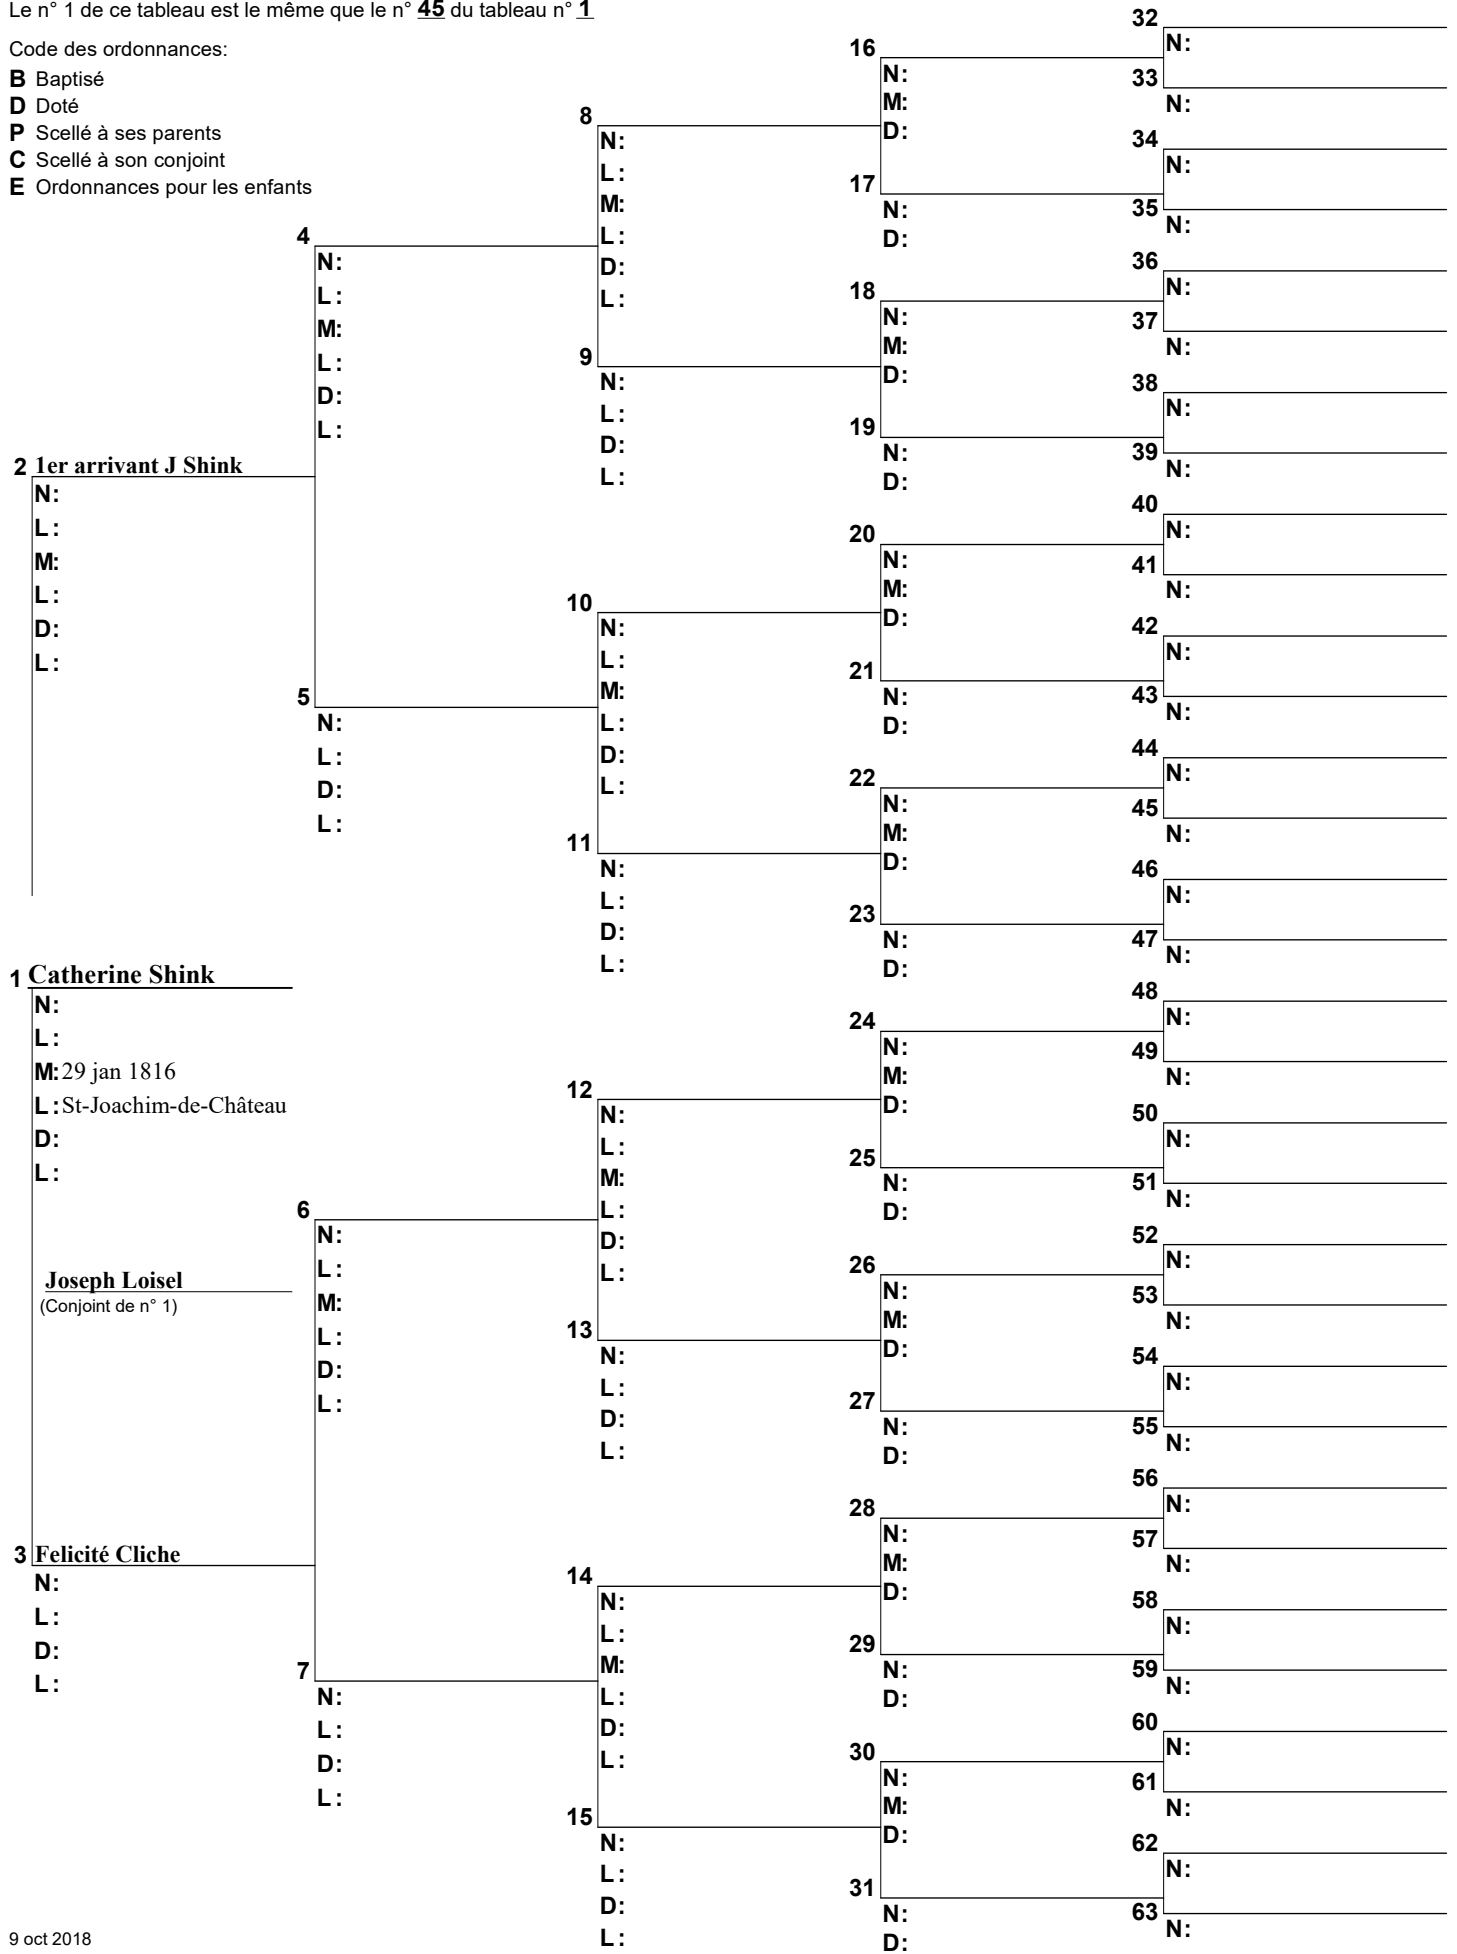 Le n° 1 de ce tableau est le même que le n° 45 du tableau n° 1
Code des ordonnances:
B Baptisé
D Doté
P Scellé à ses parents
C Scellé à son conjoint
E Ordonnances pour les enfants
2 1er arrivant J Shink
N:
L:
M:
L:
D:
L:
1 Catherine Shink
N:
L:
M: 29 jan 1816
L: St-Joachim-de-Château
D:
L:
Joseph Loisel
(Conjoint de n° 1)
3 Felicité Cliche
N:
L:
D:
L:
4
N:
L:
M:
L:
D:
L:
5
N:
L:
D:
L:
6
N:
L:
M:
L:
D:
L:
7
N:
L:
D:
L:
8
N:
L:
M:
L:
D:
L:
9
N:
L:
D:
L:
10
N:
L:
M:
L:
D:
L:
11
N:
L:
D:
L:
12
N:
L:
M:
L:
D:
L:
13
N:
L:
D:
L:
14
N:
L:
M:
L:
D:
L:
15
N:
L:
D:
L:
16
N:
M:
D:
17
N:
D:
18
N:
M:
D:
19
N:
D:
20
N:
M:
D:
21
N:
D:
22
N:
M:
D:
23
N:
D:
24
N:
M:
D:
25
N:
D:
26
N:
M:
D:
27
N:
D:
28
N:
M:
D:
29
N:
D:
30
N:
M:
D:
31
N:
D:
32
N:
33
N:
34
N:
35
N:
36
N:
37
N:
38
N:
39
N:
40
N:
41
N:
42
N:
43
N:
44
N:
45
N:
46
N:
47
N:
48
N:
49
N:
50
N:
51
N:
52
N:
53
N:
54
N:
55
N:
56
N:
57
N:
58
N:
59
N:
60
N:
61
N:
62
N:
63
N:
9 oct 2018